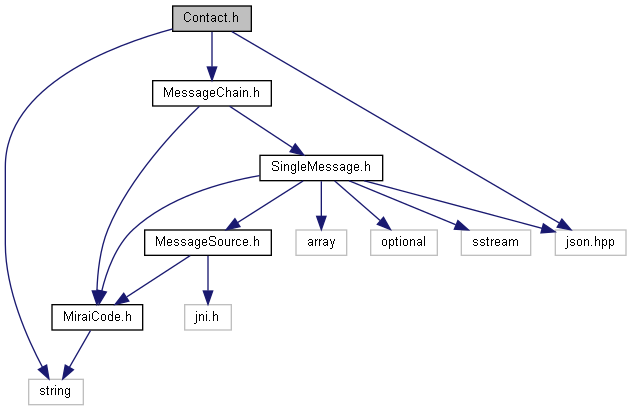 Contact.h
MessageChain.h
SingleMessage.h
MessageSource.h
array
optional
sstream
json.hpp
MiraiCode.h
jni.h
string